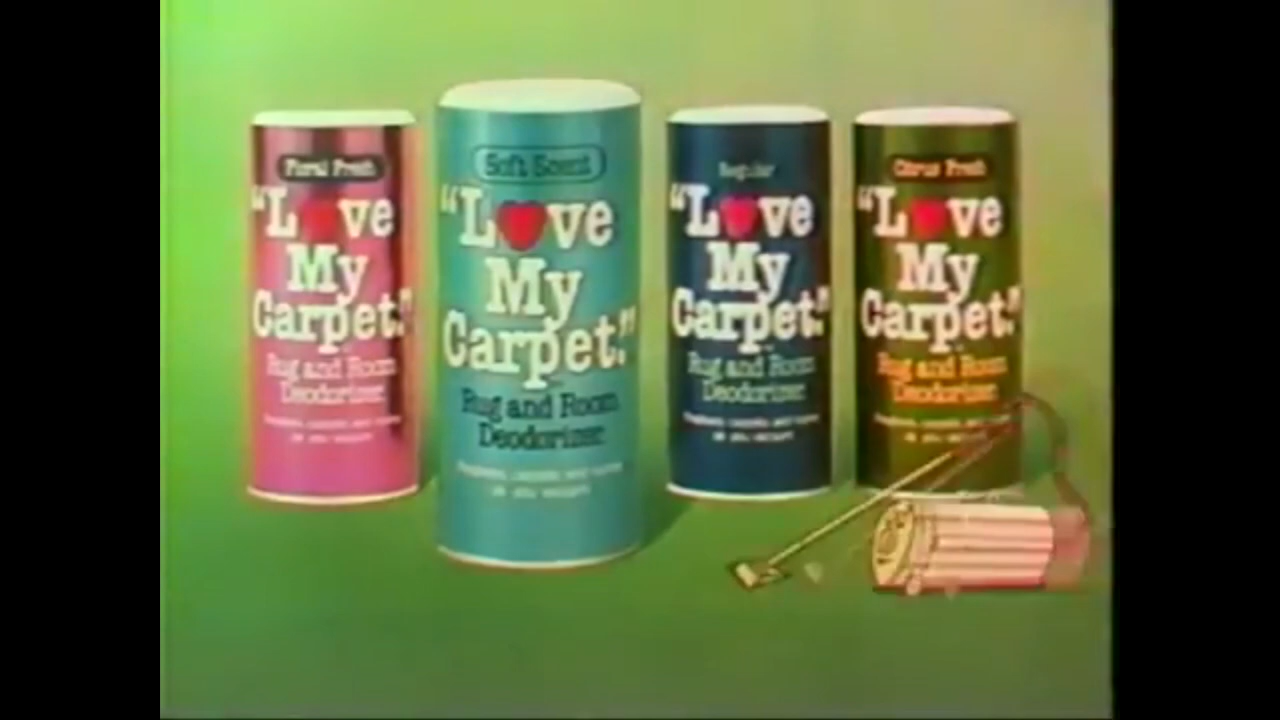 Floral Fresh
"Love
My
Carpet."
Rug and Room
Deodorizer
Soft Scent
"Love
My
Carpet."
Rug and Room
Deodorizer
Regular
"Love
My
Carpet."
Rug and Room
Deodorizer
Citrus Fresh
"Love
My
Carpet."
Rug and Room
Deodorizer